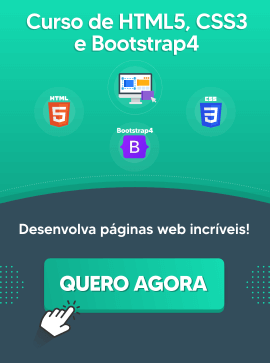 Curso de HTML5, CSS3
e Bootstrap4
HTML
5
CSS
3
Bootstrap4
B
Desenvolva páginas web incríveis!
QUERO AGORA